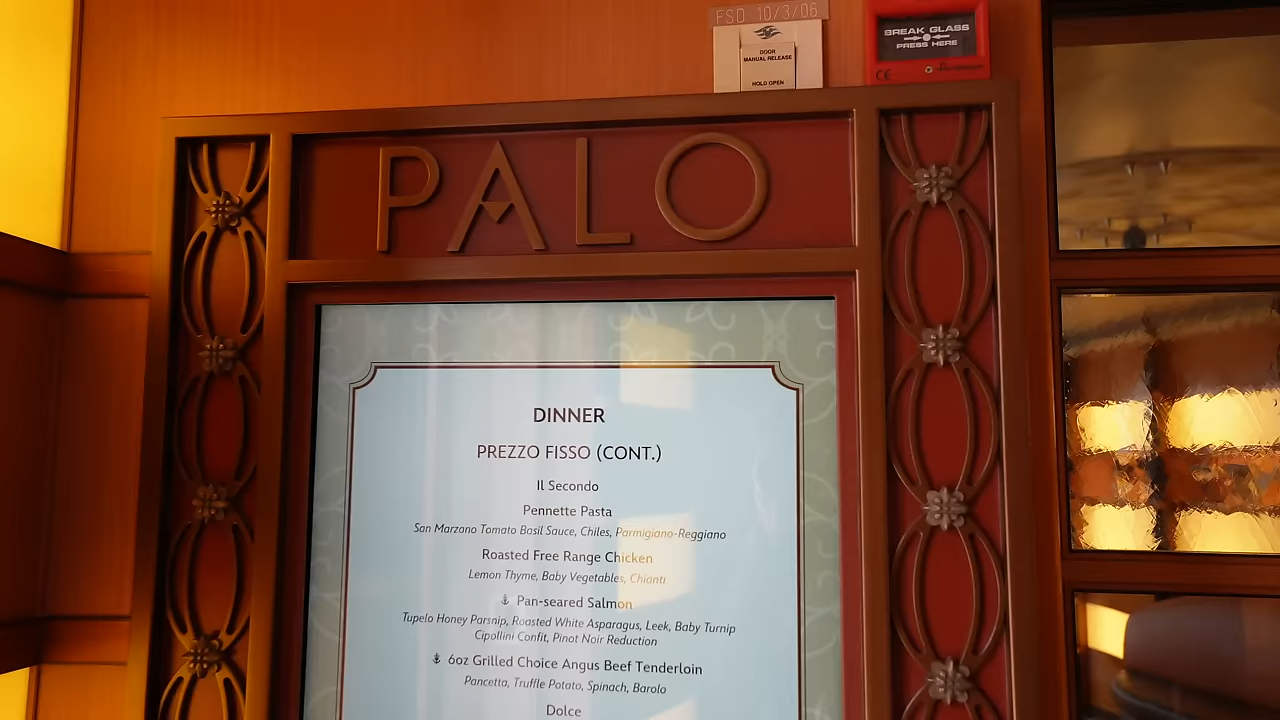 FSD 10/3/06
DOOR
MANUAL RELEASE
HOLD OPEN
BREAK GLASS
PRESS HERE
CE
PALO
DINNER
PREZZO FISSO (CONT.)
Il Secondo
Pennette Pasta
San Marzano Tomato Basil Sauce, Chiles, Parmigiano-Reggiano
Roasted Free Range Chicken
Lemon Thyme, Baby Vegetables, Chianti
Pan-seared Salmon
Tupelo Honey Parsnip, Roasted White Asparagus, Leek, Baby Turnip
Cipollini Confit, Pinot Noir Reduction
6oz Grilled Choice Angus Beef Tenderloin
Pancetta, Truffle Potato, Spinach, Barolo
Dolce